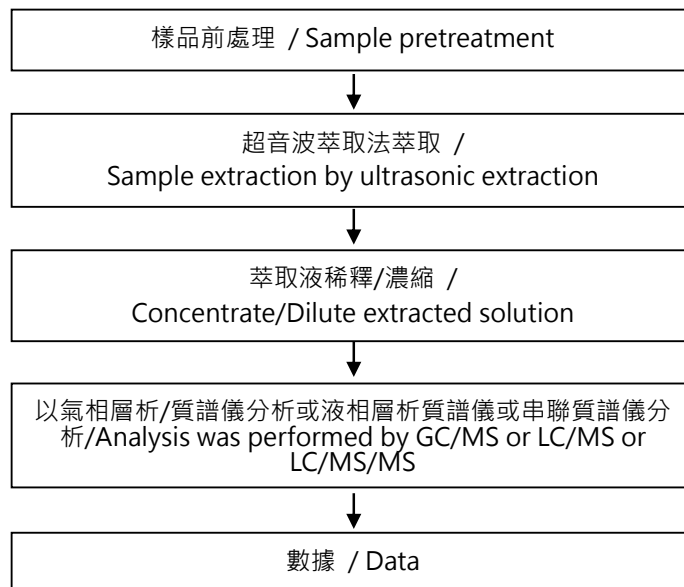 樣品前處理 / Sample pretreatment
超音波萃取法萃取 /
Sample extraction by ultrasonic extraction
萃取液稀釋/濃縮 /
Concentrate/Dilute extracted solution
以氣相層析/質譜儀分析或液相層析質譜儀或串聯質譜儀分
析/Analysis was performed by GC/MS or LC/MS or
LC/MS/MS
數據 / Data